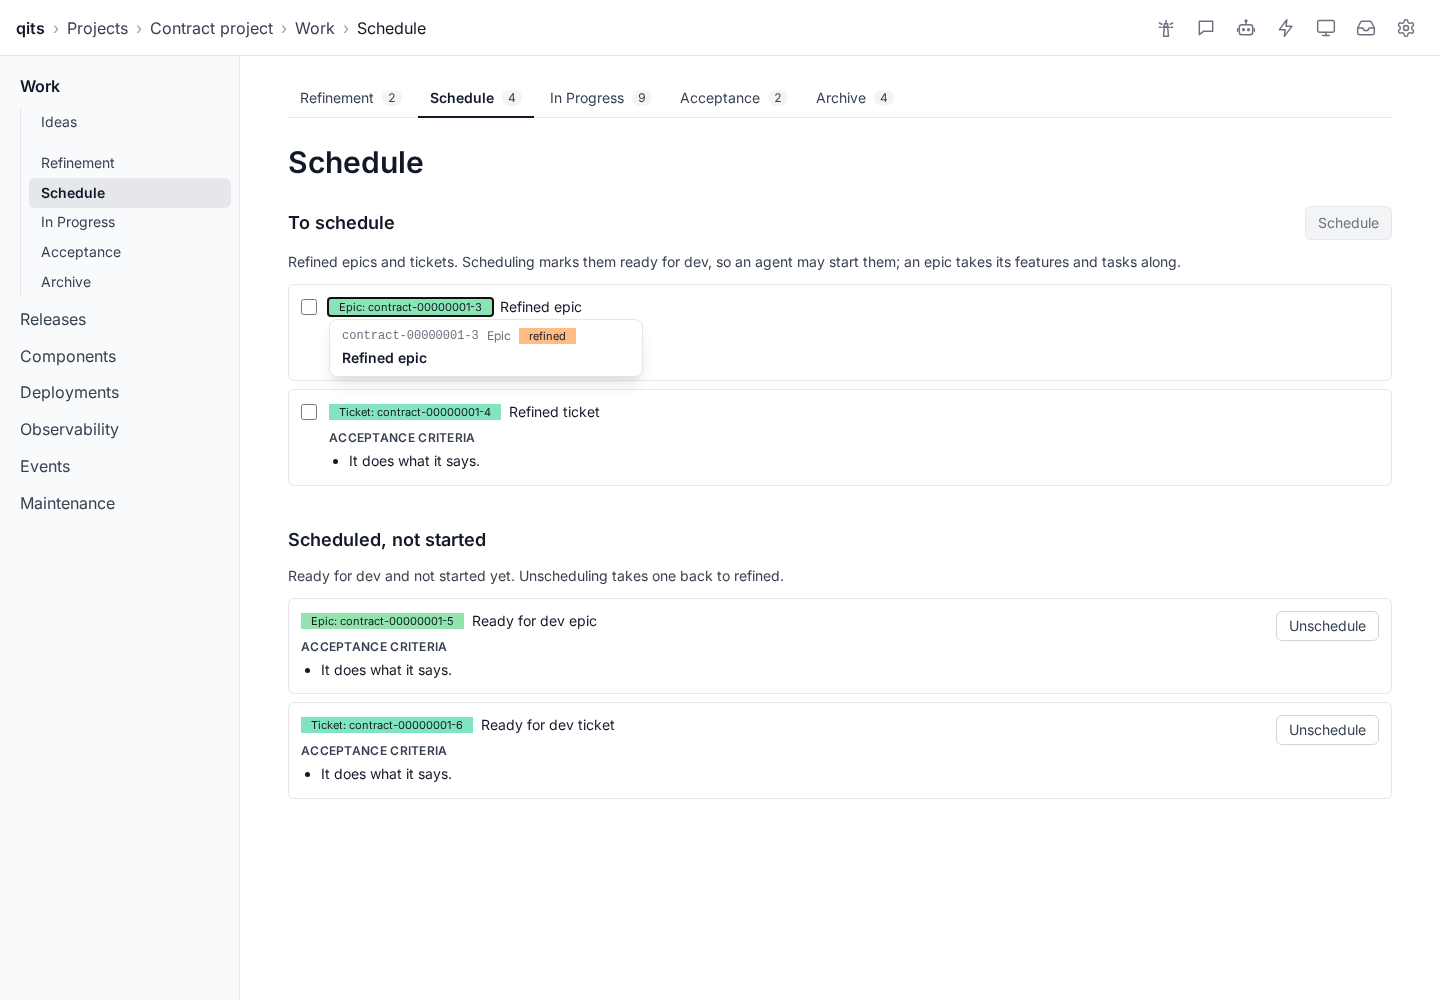 qits › Projects › Contract project › Work › Schedule
Work
Ideas
Refinement
Schedule
In Progress
Acceptance
Archive
Releases
Components
Deployments
Observability
Events
Maintenance
Refinement 2 Schedule 4 In Progress 9 Acceptance 2 Archive 4
Schedule
To schedule
Schedule
Refined epics and tickets. Scheduling marks them ready for dev, so an agent may start them; an epic takes its features and tasks along.
Epic: contract-00000001-3 Refined epic
contract-00000001-3 Epic refined
Refined epic
Ticket: contract-00000001-4 Refined ticket
ACCEPTANCE CRITERIA
• It does what it says.
Scheduled, not started
Ready for dev and not started yet. Unscheduling takes one back to refined.
Epic: contract-00000001-5 Ready for dev epic
Unschedule
ACCEPTANCE CRITERIA
• It does what it says.
Ticket: contract-00000001-6 Ready for dev ticket
Unschedule
ACCEPTANCE CRITERIA
• It does what it says.